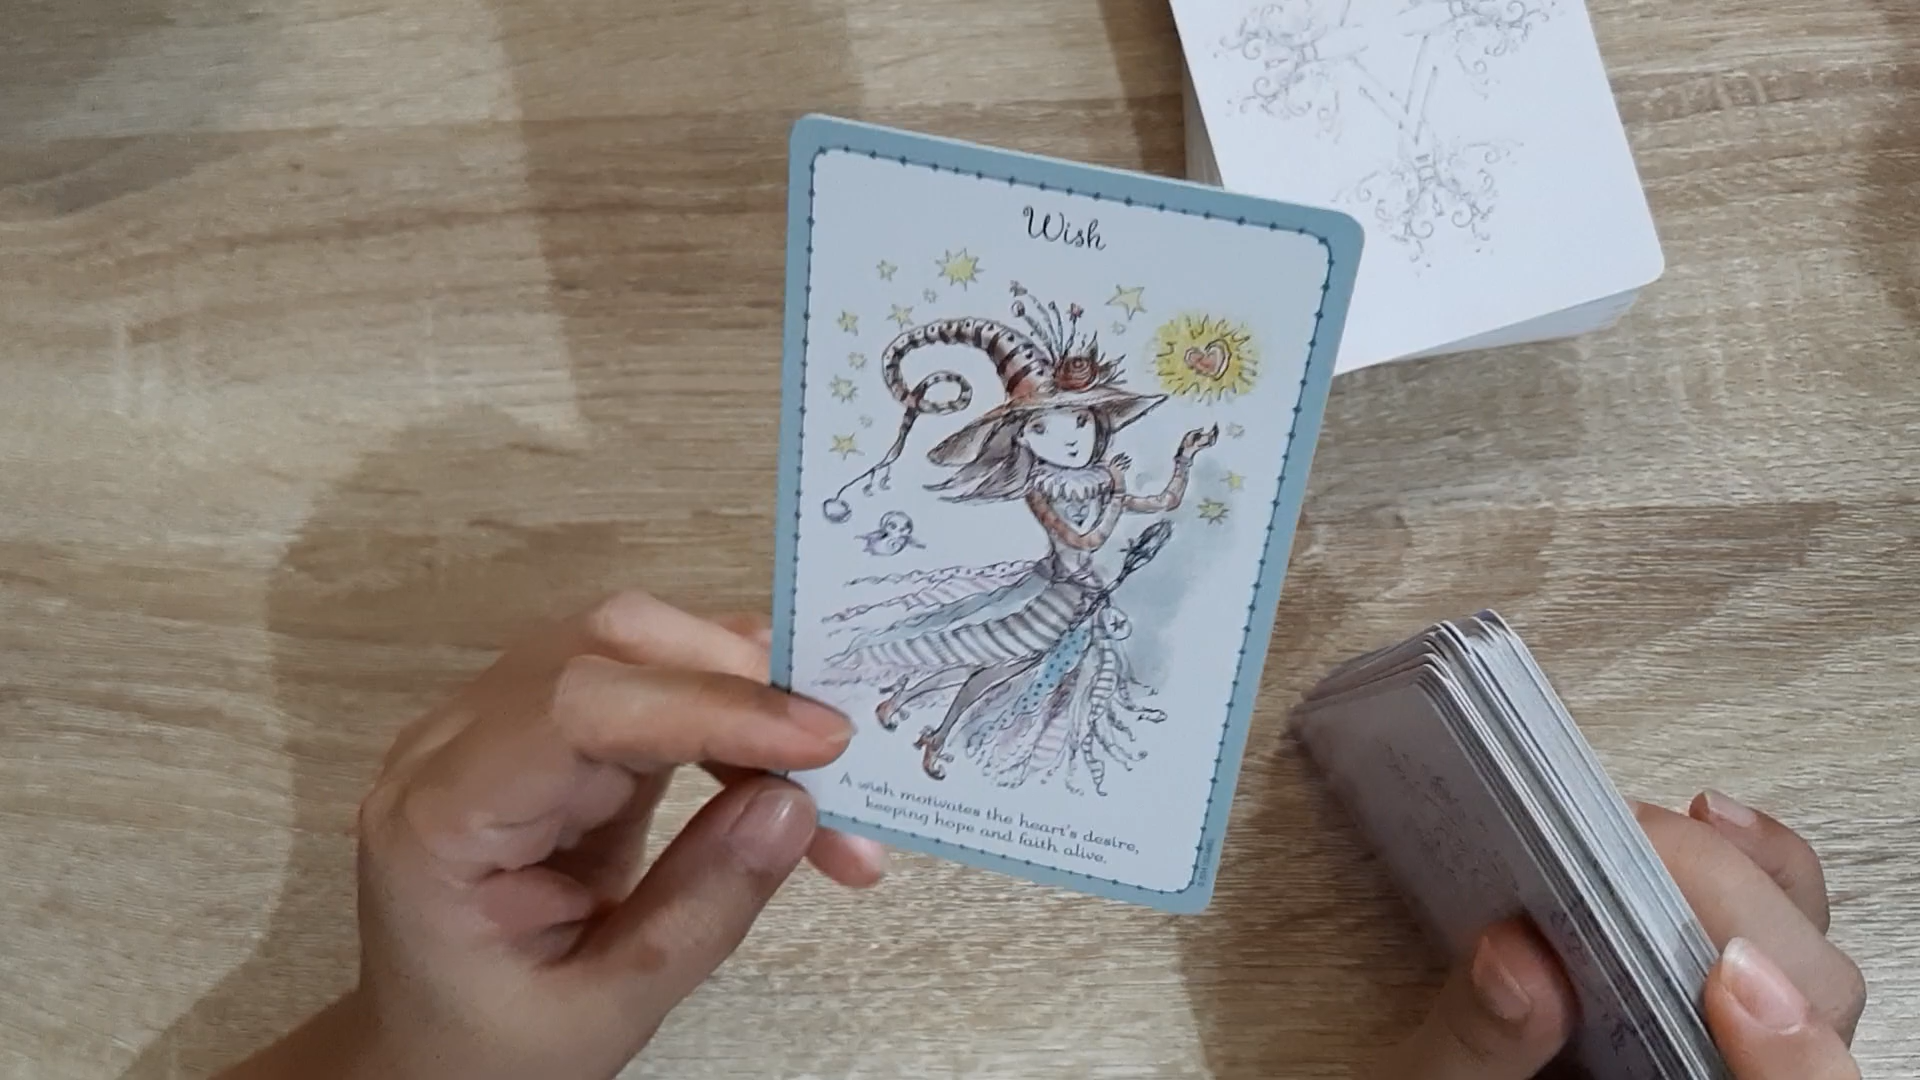 Wish
A wish motivates the heart's desire,
keeping hope and faith alive.